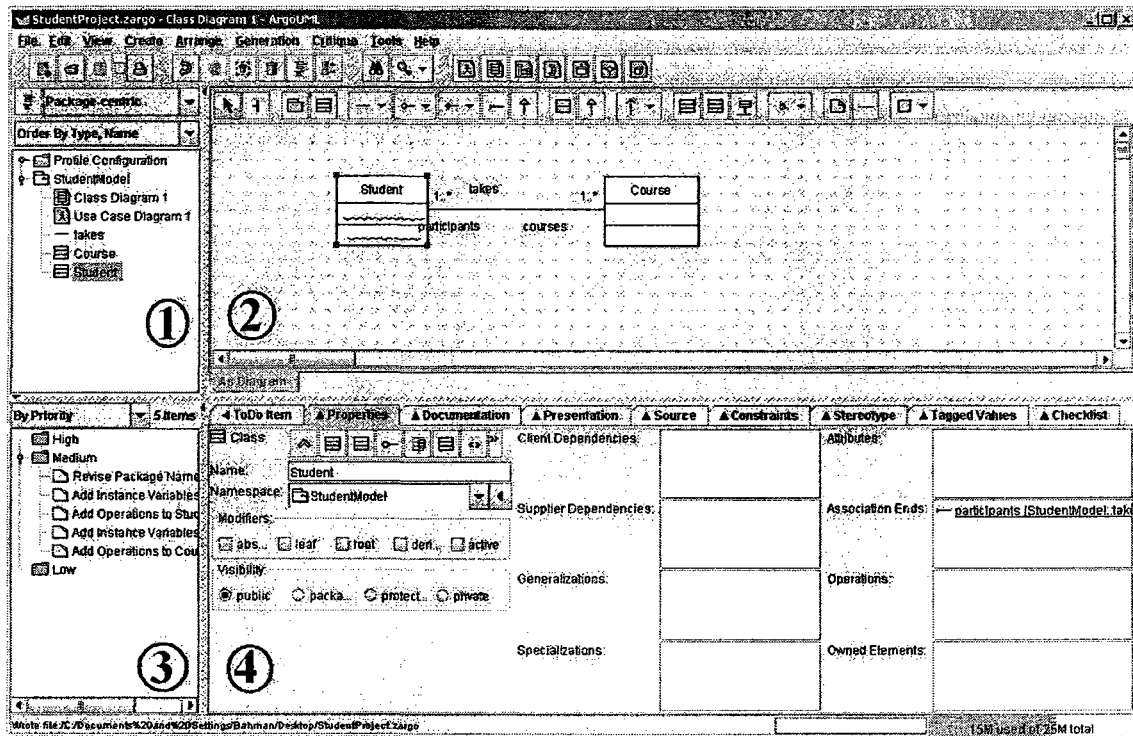 StudentProject.zargo - Class Diagram 1 - ArgoUML
File Edit View Create Arrange Generation Critique Tools Help
Package-centric
Order By Type, Name
Profile Configuration
StudentModel
Class Diagram 1
Use Case Diagram 1
takes
Course
Student
1
Student
1..*
takes
1..*
Course
participants
courses
2
As Diagram
By Priority
5 Items
High
Medium
Revise Package Name
Add Instance Variables
Add Operations to Stud
Add Instance Variables
Add Operations to Cou
Low
3
ToDo Item
Properties
Documentation
Presentation
Source
Constraints
Stereotype
Tagged Values
Checklist
Class
Name:
Student
Namespace:
StudentModel
Modifiers:
abs... leaf root deri... active
Visibility:
public packa... protect... private
4
Client Dependencies:
Supplier Dependencies:
Generalizations:
Specializations:
Attributes:
Association Ends:
participants [StudentModel::tak
Operations:
Owned Elements:
Wrote file:/C:/Documents%20and%20Settings/Bahman/Desktop/StudentProject.zargo
15M used of 25M total